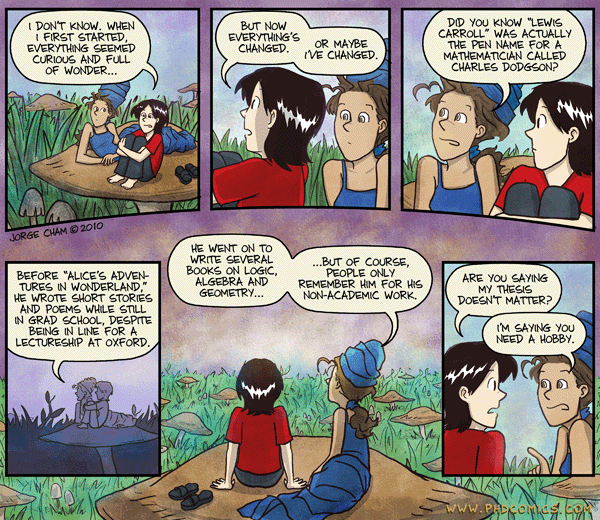 I DON'T KNOW. WHEN
I FIRST STARTED,
EVERYTHING SEEMED
CURIOUS AND FULL
OF WONDER...
BUT NOW
EVERYTHING'S
CHANGED.
OR MAYBE
I'VE CHANGED.
DID YOU KNOW "LEWIS
CARROLL" WAS ACTUALLY
THE PEN NAME FOR A
MATHEMATICIAN CALLED
CHARLES DODGSON?
JORGE CHAM © 2010
BEFORE "ALICE'S ADVEN-
TURES IN WONDERLAND,"
HE WROTE SHORT STORIES
AND POEMS WHILE STILL
IN GRAD SCHOOL, DESPITE
BEING IN LINE FOR A
LECTURESHIP AT OXFORD.
HE WENT ON TO
WRITE SEVERAL
BOOKS ON LOGIC,
ALGEBRA AND
GEOMETRY...
...BUT OF COURSE,
PEOPLE ONLY
REMEMBER HIM FOR HIS
NON-ACADEMIC WORK.
ARE YOU SAYING
MY THESIS
DOESN'T MATTER?
I'M SAYING YOU
NEED A HOBBY.
WWW.PHDCOMICS.COM